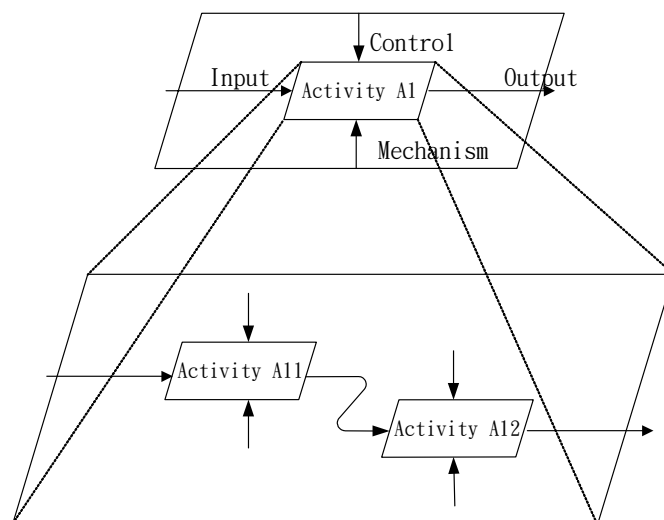 Control
Input
Output
Activity A1
Mechanism
Activity A11
Activity A12